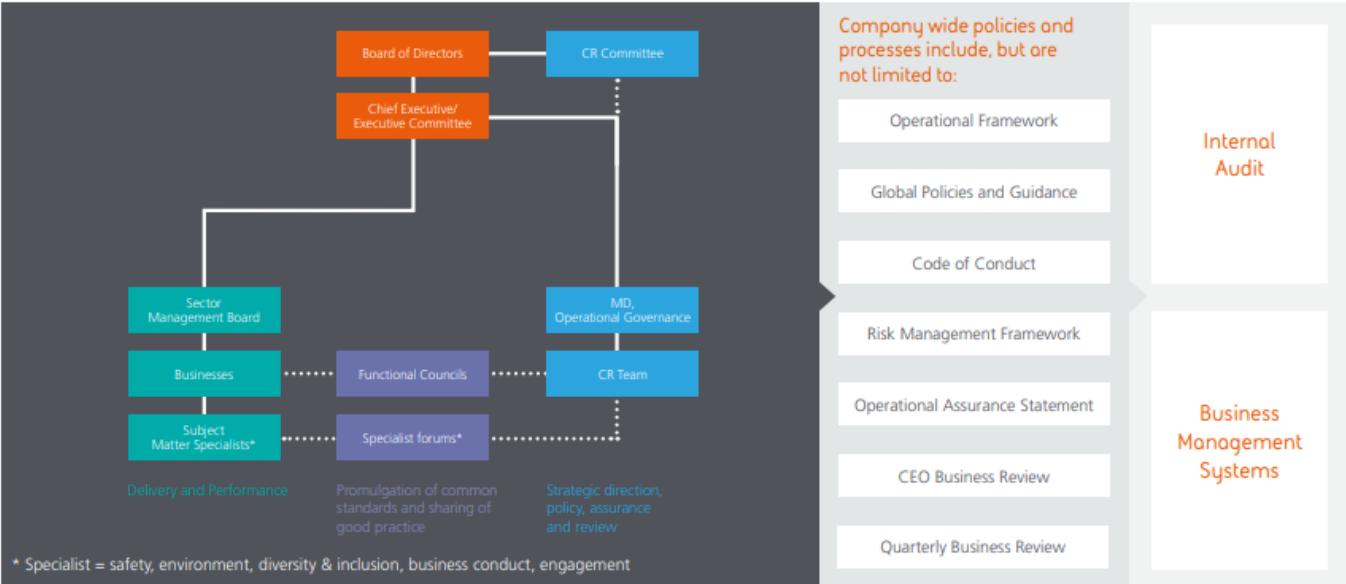 Board of Directors
CR Committee
Chief Executive/
Executive Committee
Sector
Management Board
MD,
Operational Governance
Businesses
Functional Councils
CR Team
Subject
Matter Specialists*
Specialist forums*
Delivery and Performance
Promulgation of common
standards and sharing of
good practice
Strategic direction,
policy, assurance
and review
* Specialist = safety, environment, diversity & inclusion, business conduct, engagement
Company wide policies and
processes include, but are
not limited to:
Operational Framework
Global Policies and Guidance
Code of Conduct
Risk Management Framework
Operational Assurance Statement
CEO Business Review
Quarterly Business Review
Internal
Audit
Business
Management
Systems